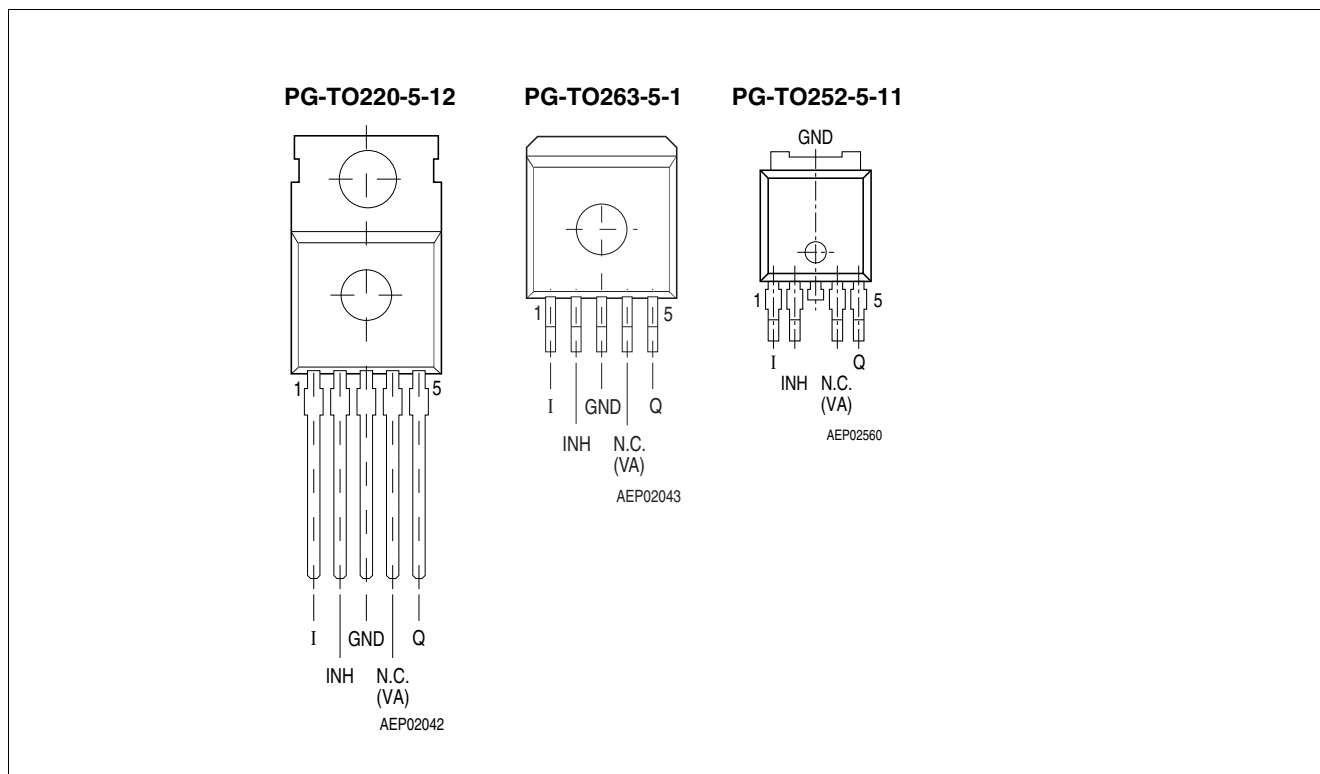 PG-TO220-5-12
PG-TO263-5-1
PG-TO252-5-11
1
5
I
GND
Q
INH
N.C.
(VA)
AEP02042
1
5
I
GND
Q
INH
N.C.
(VA)
AEP02043
GND
1
5
I
Q
INH
N.C.
(VA)
AEP02560